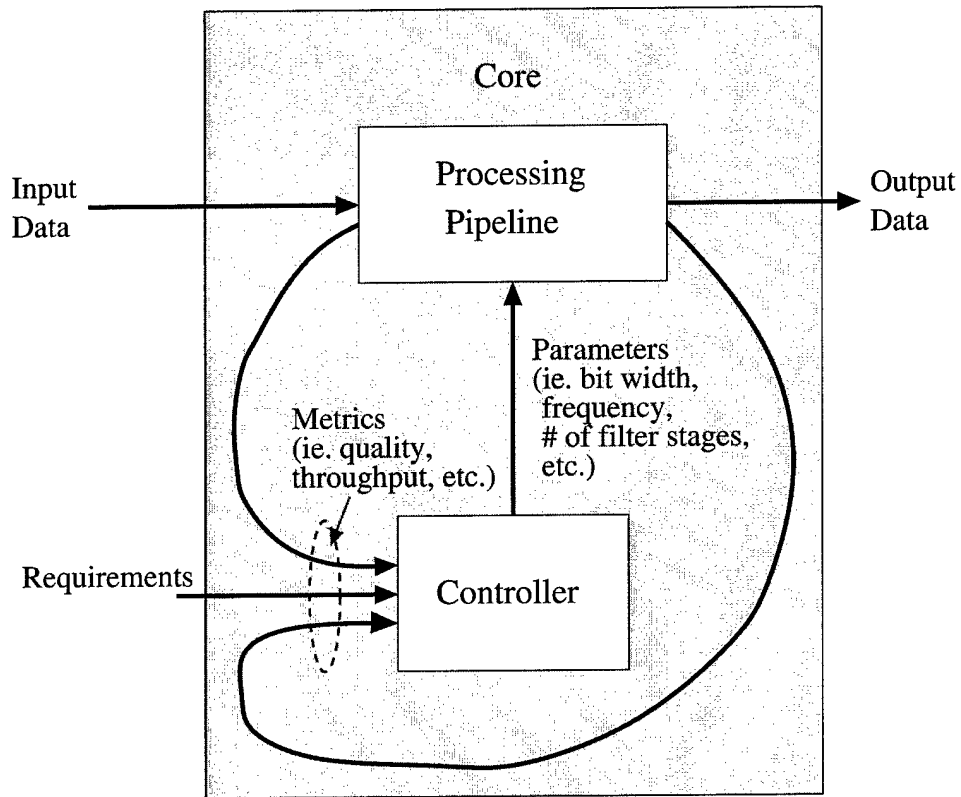 Core
Processing
Pipeline
Input
Data
Output
Data
Parameters
(ie. bit width,
frequency,
# of filter stages,
etc.)
Metrics
(ie. quality,
throughput, etc.)
Requirements
Controller